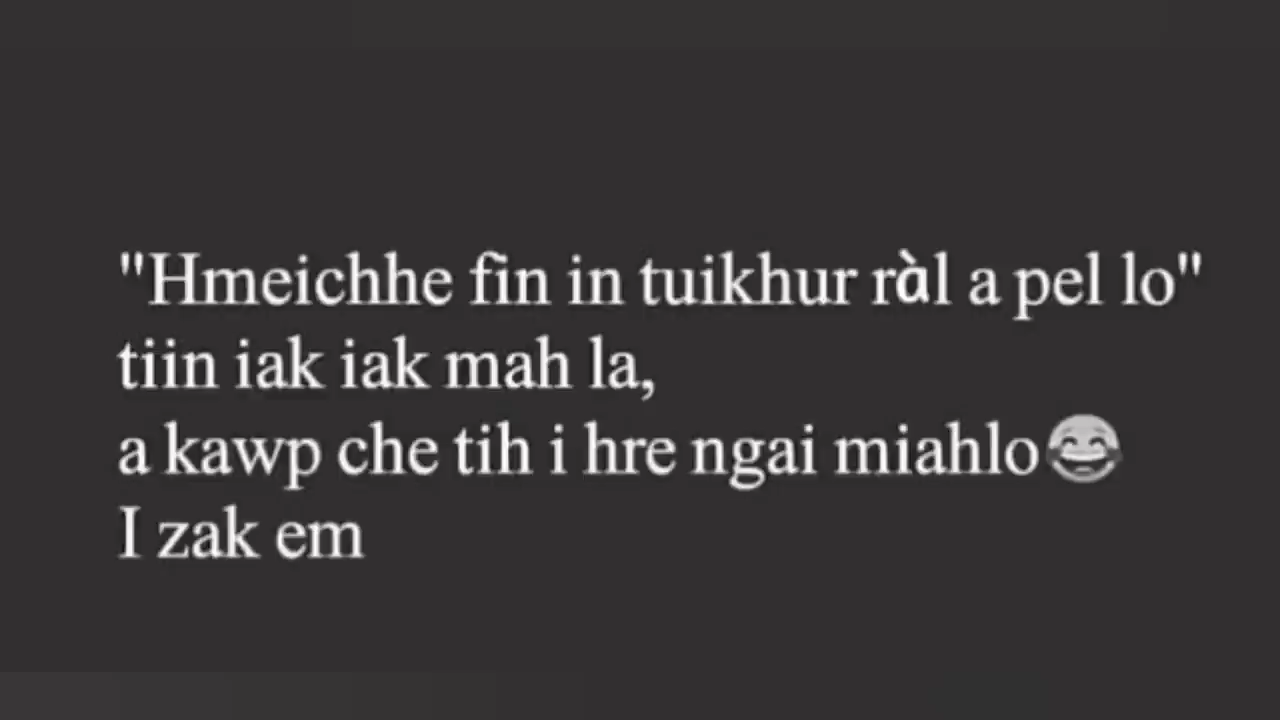 "Hmeichhe fin in tuikhur ràl a pel lo"
tiin iak iak mah la,
a kawp che tih i hre ngai miahlo😂
I zak em